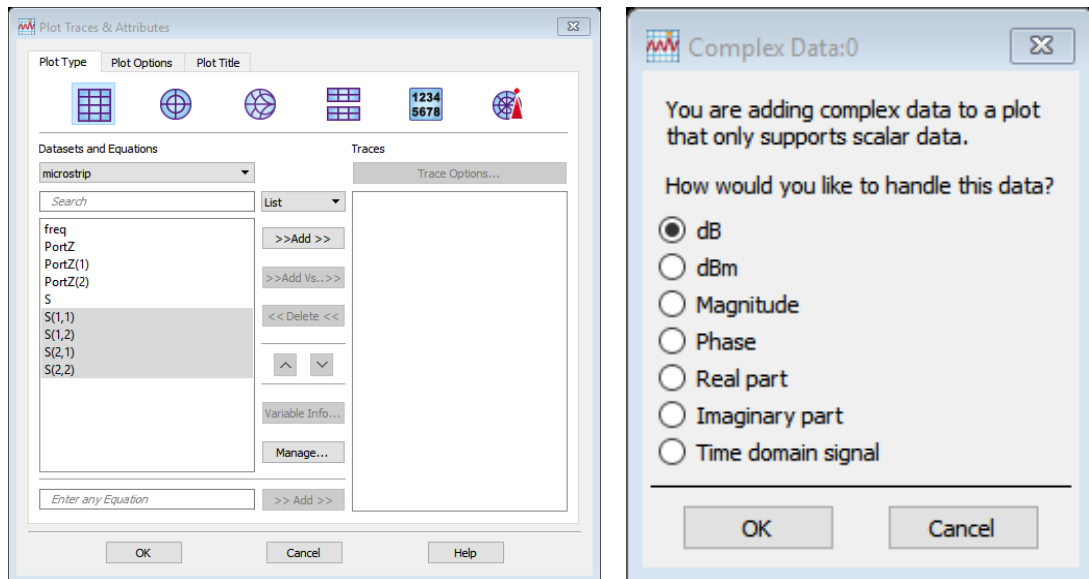 Plot Traces & Attributes
Plot Type Plot Options Plot Title
1234
5678
Datasets and Equations
Traces
microstrip
Trace Options...
Search
List
freq
PortZ
PortZ(1)
PortZ(2)
S
S(1,1)
S(1,2)
S(2,1)
S(2,2)
>>Add >>
>>Add Vs..>>
<< Delete <<
Variable Info...
Manage...
Enter any Equation
>> Add >>
OK Cancel Help
Complex Data:0
You are adding complex data to a plot
that only supports scalar data.
How would you like to handle this data?
dB
dBm
Magnitude
Phase
Real part
Imaginary part
Time domain signal
OK Cancel